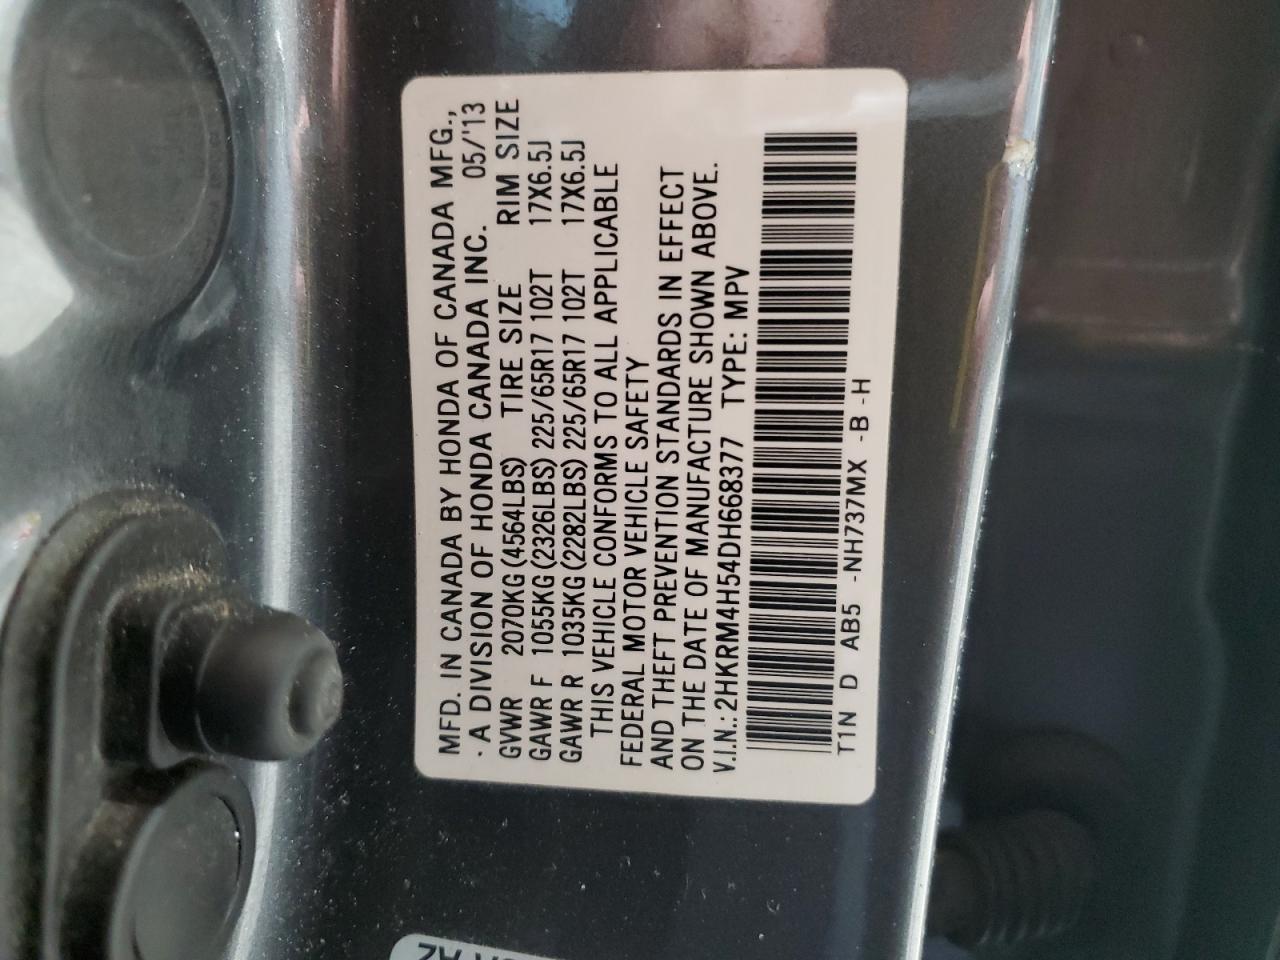 MFD. IN CANADA BY HONDA OF CANADA MFG.,
· A DIVISION OF HONDA CANADA INC. 05/'13
GVWR 2070KG(4564LBS) TIRE SIZE RIM SIZE
GAWR F 1055KG(2326LBS) 225/65R17 102T 17X6.5J
GAWR R 1035KG(2282LBS) 225/65R17 102T 17X6.5J
THIS VEHICLE CONFORMS TO ALL APPLICABLE
FEDERAL MOTOR VEHICLE SAFETY
AND THEFT PREVENTION STANDARDS IN EFFECT
ON THE DATE OF MANUFACTURE SHOWN ABOVE.
V.I.N.: 2HKRM4H54DH668377 TYPE: MPV
T1N D AB5 -NH737MX -B -H